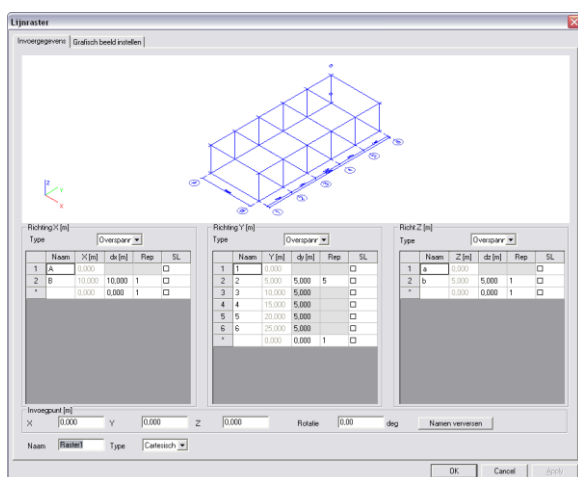 Lijnraster
Invoergegevens Grafisch beeld instellen
Z Y X
Richting X [m] Richting Y [m] Richt Z [m]
Type Overspanr Type Overspanr Type Overspanr
Naam X [m] dx [m] Rep SL Naam Y [m] dy [m] Rep SL Naam Z [m] dz [m] Rep SL
1 A 0,000 1 1 0,000 1 a 0,000
2 B 10,000 10,000 1 2 2 5,000 5,000 5 2 b 5,000 5,000 1
* 0,000 0,000 1 3 3 10,000 5,000 * 0,000 0,000 1
4 4 15,000 5,000
5 5 20,000 5,000
6 6 25,000 5,000
* 0,000 0,000 1
Invoegpunt [m]
X 0,000 Y 0,000 Z 0,000 Rotatie 0,00 deg Namen verversen
Naam Raster1 Type Cartesisch
OK Cancel Apply